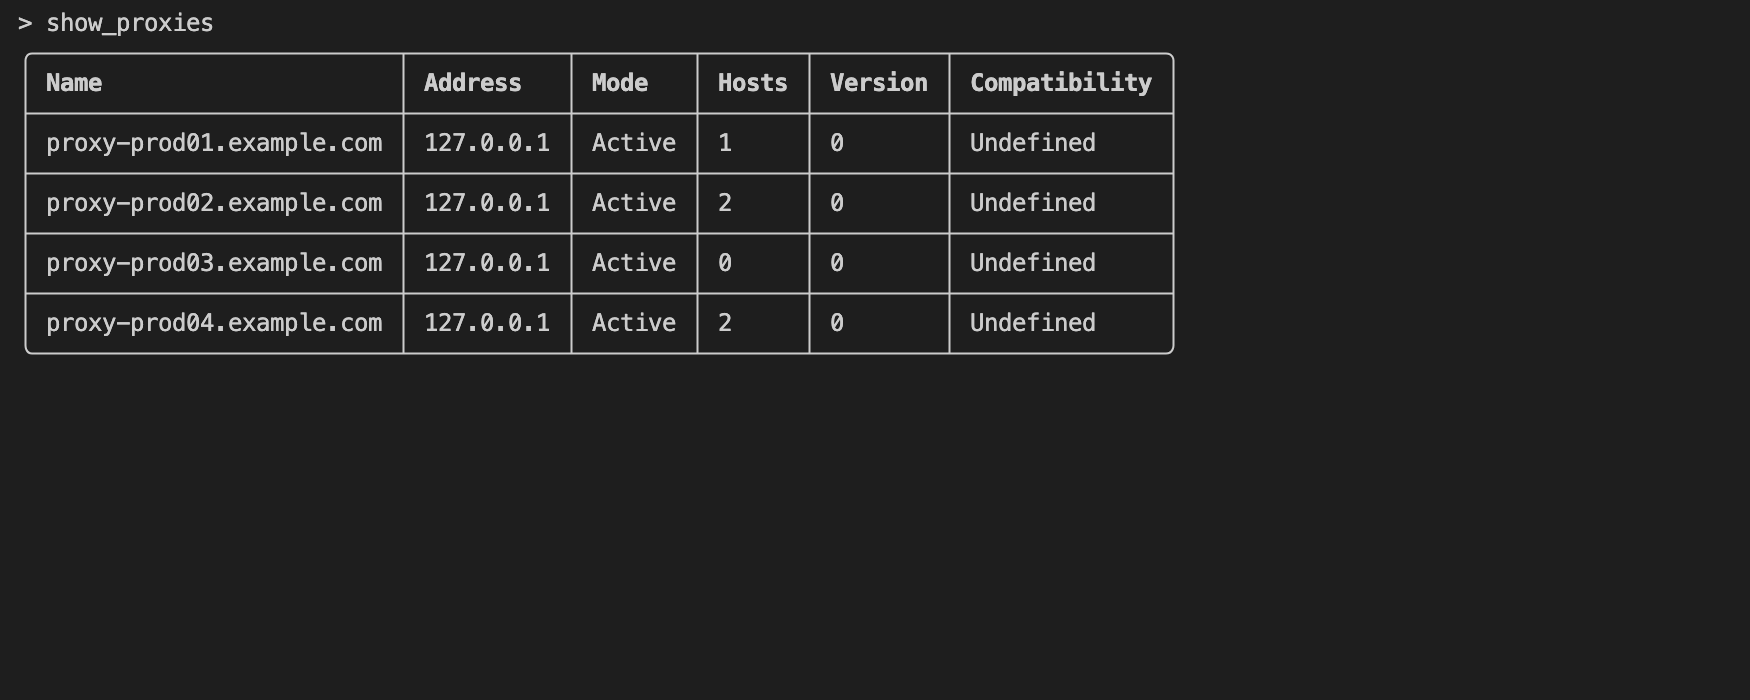 > show_proxies
Name Address Mode Hosts Version Compatibility
proxy-prod01.example.com 127.0.0.1 Active 1 0 Undefined
proxy-prod02.example.com 127.0.0.1 Active 2 0 Undefined
proxy-prod03.example.com 127.0.0.1 Active 0 0 Undefined
proxy-prod04.example.com 127.0.0.1 Active 2 0 Undefined